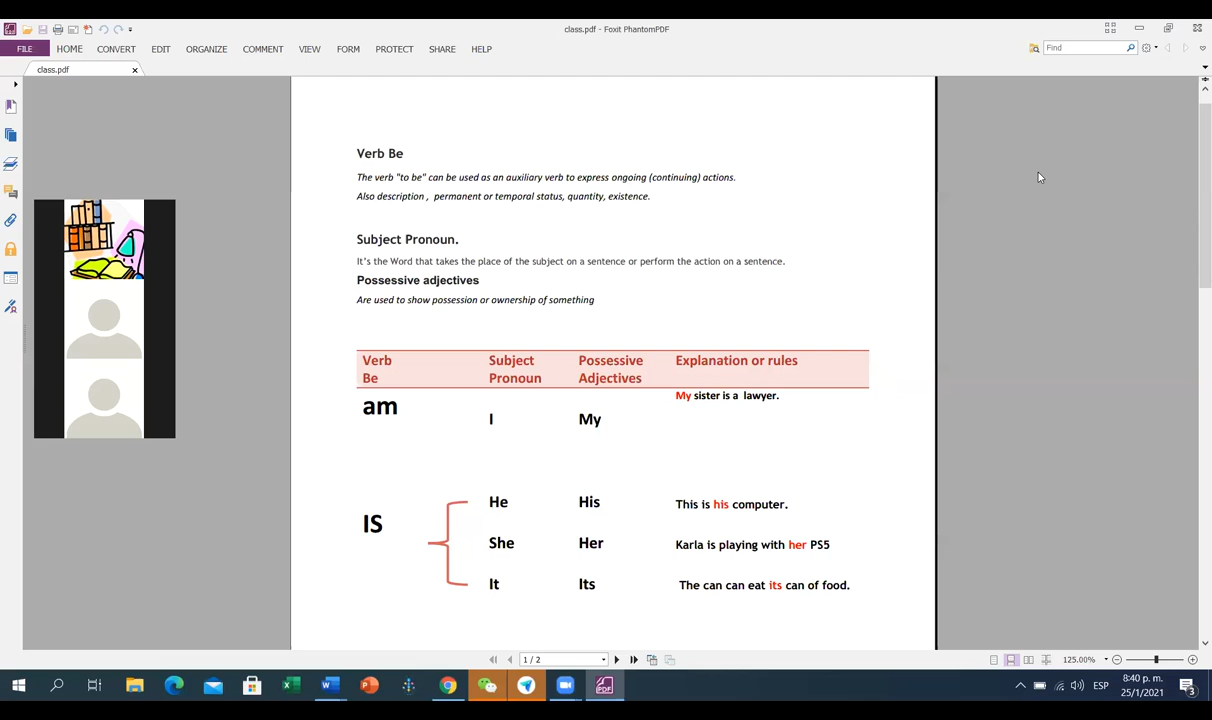 class.pdf - Foxit PhantomPDF
FILE HOME CONVERT EDIT ORGANIZE COMMENT VIEW FORM PROTECT SHARE HELP
Find
class.pdf
Verb Be
The verb "to be" can be used as an auxiliary verb to express ongoing (continuing) actions.
Also description , permanent or temporal status, quantity, existence.
Subject Pronoun.
It's the Word that takes the place of the subject on a sentence or perform the action on a sentence.
Possessive adjectives
Are used to show possession or ownership of something
Verb Subject Possessive Explanation or rules
Be Pronoun Adjectives
My sister is a lawyer.
am
I My
He His This is his computer.
IS
She Her Karla is playing with her PS5
It Its The can can eat its can of food.
1 / 2
125.00%
ESP
8:40 p. m.
25/1/2021
3